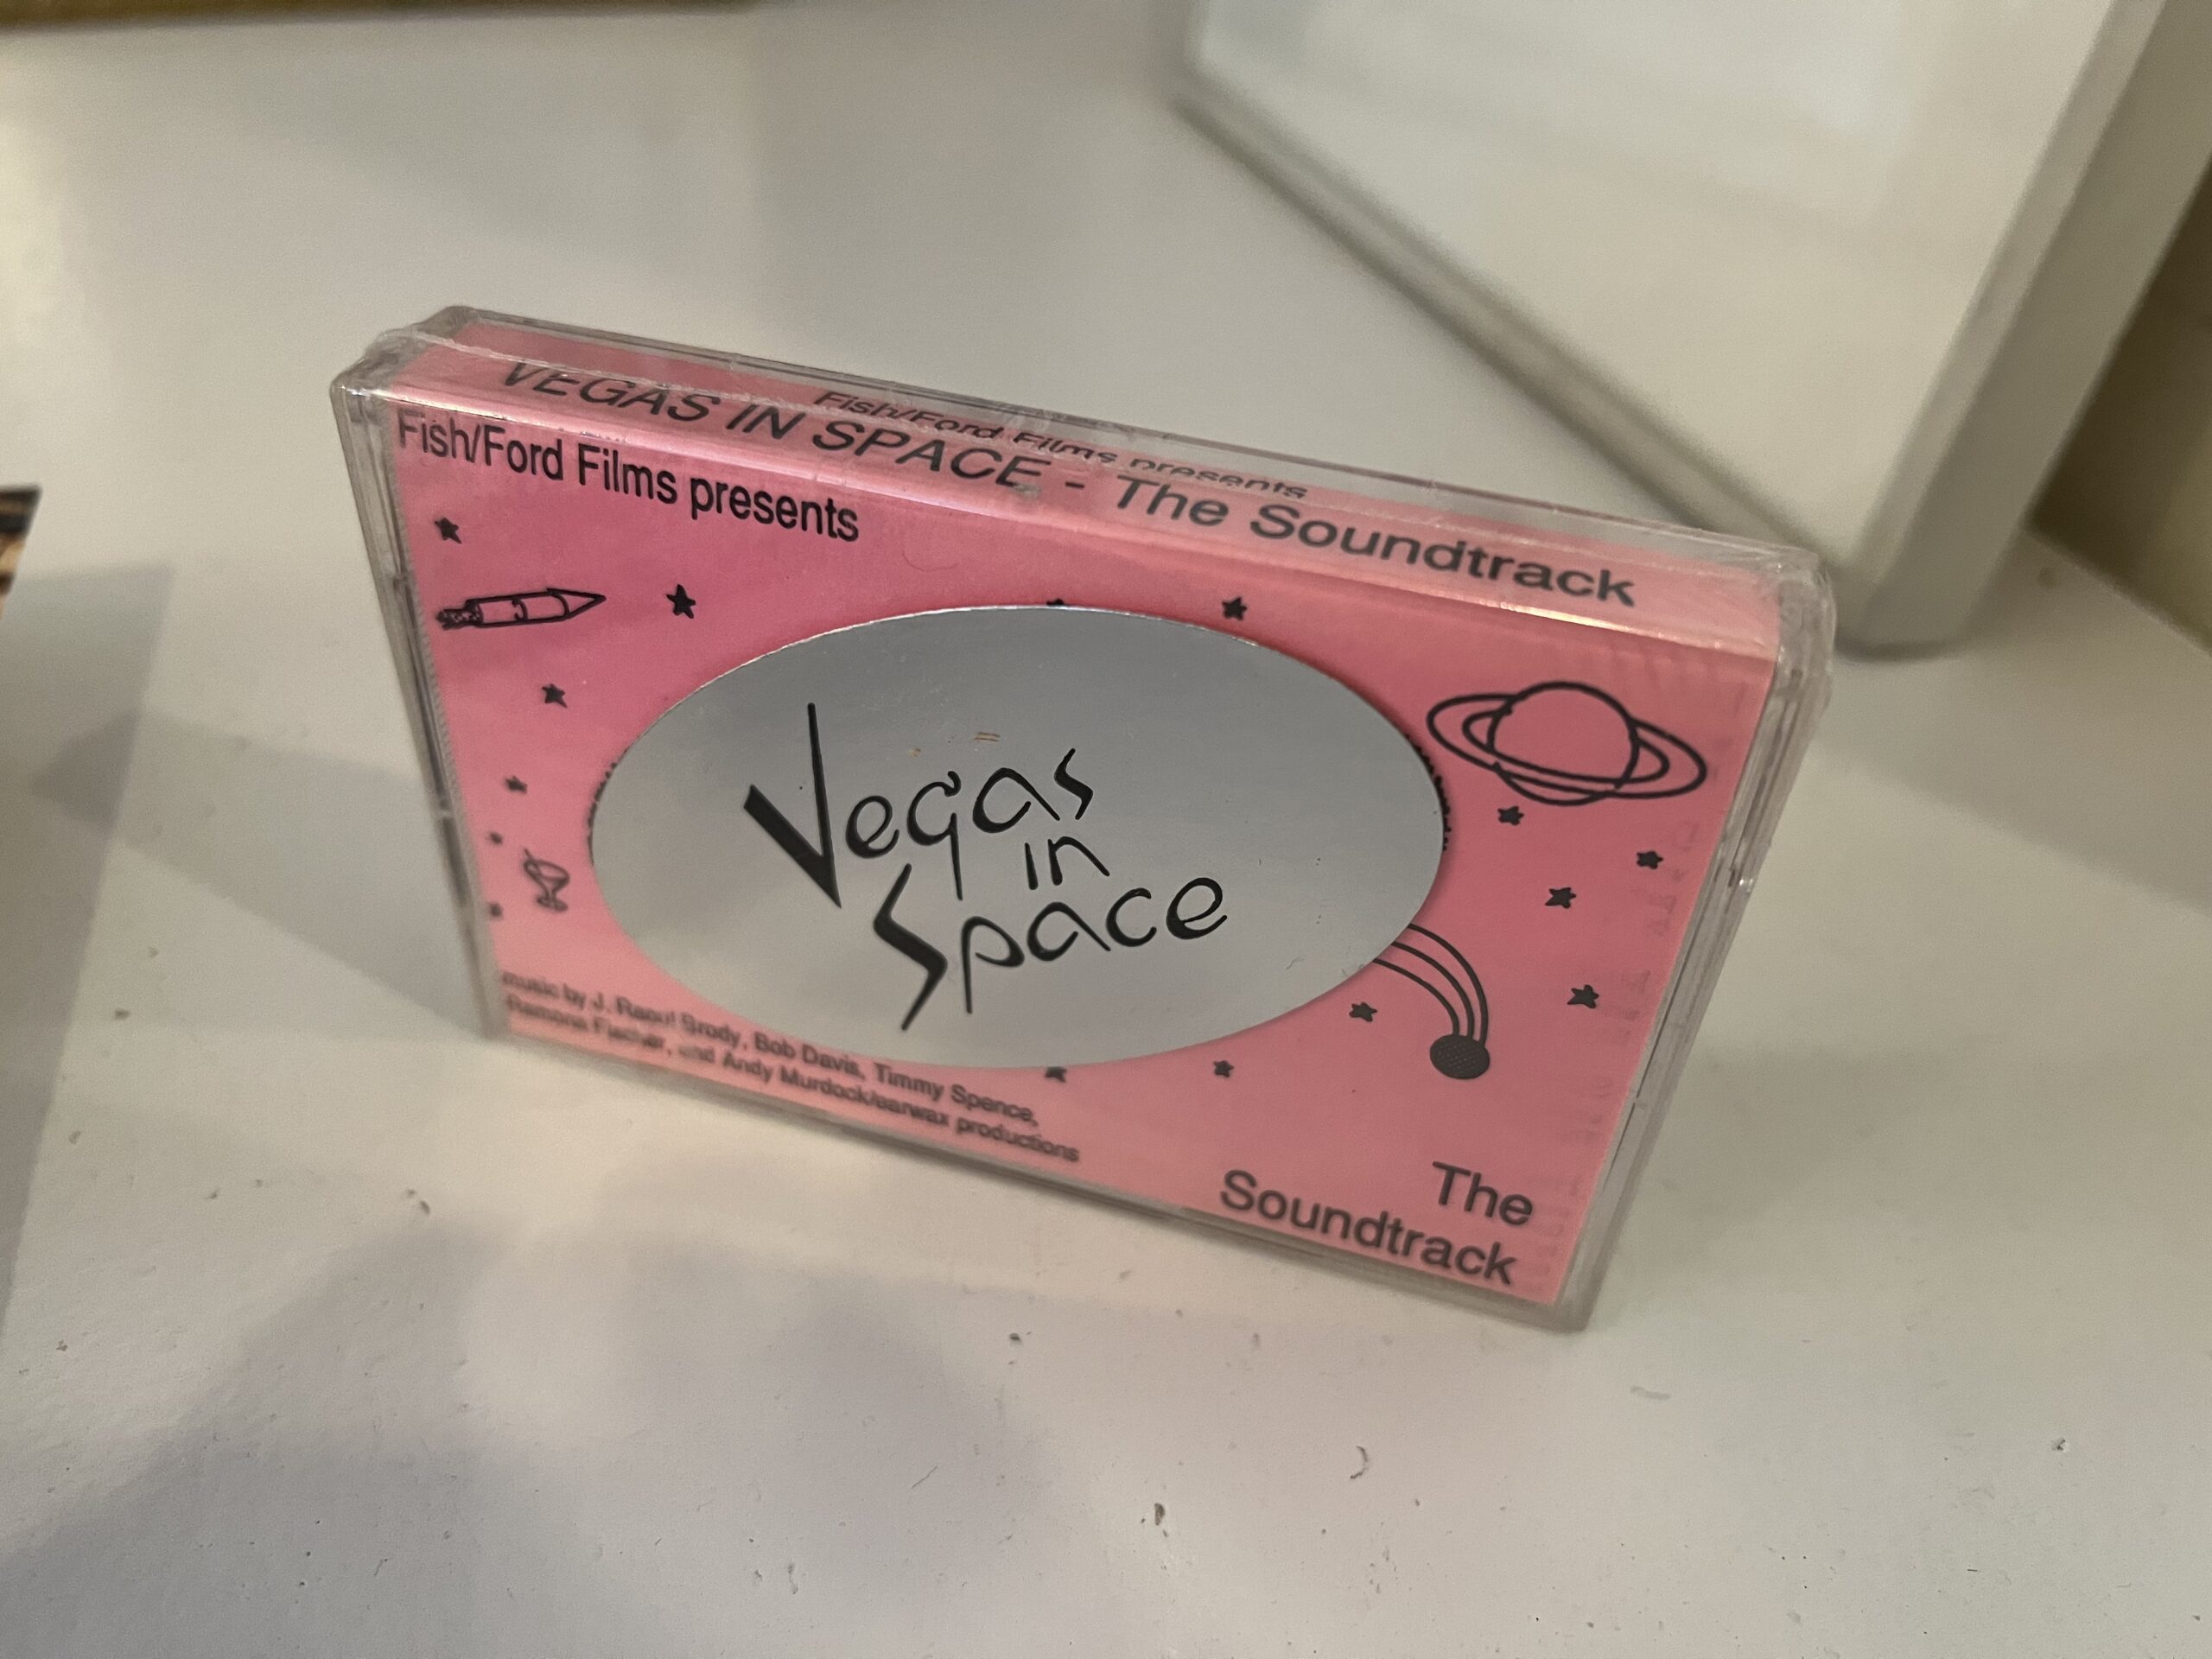 Fish/Ford Films presents
VEGAS IN SPACE - The Soundtrack
Fish/Ford Films presents
Vegas
in
Space
music by J. Raoul Brody, Bob Davis, Timmy Spence,
Ramona Fischer, and Andy Murdock/earwax productions
The
Soundtrack